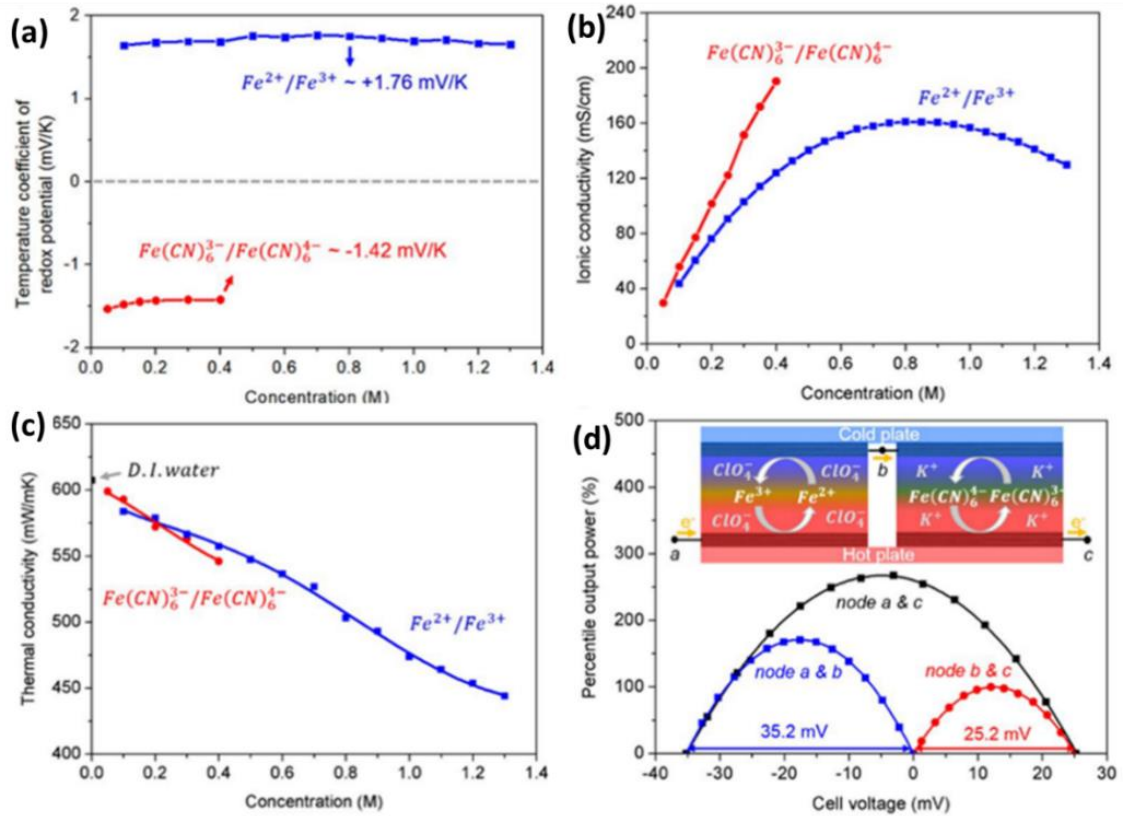 (a)
2
1
0
-1
-2
Temperature coefficient of
redox potential (mV/K)
Fe²⁺/Fe³⁺ ~ +1.76 mV/K
Fe(CN)₆³⁻/Fe(CN)₆⁴⁻ ~ -1.42 mV/K
0.0 0.2 0.4 0.6 0.8 1.0 1.2 1.4
Concentration (M)
(b)
240
200
160
120
80
40
0
Ionic conductivity (mS/cm)
Fe(CN)₆³⁻/Fe(CN)₆⁴⁻
Fe²⁺/Fe³⁺
0.0 0.2 0.4 0.6 0.8 1.0 1.2 1.4
Concentration (M)
(c)
650
600
550
500
450
400
Thermal conductivity (mW/mK)
D.I.water
Fe(CN)₆³⁻/Fe(CN)₆⁴⁻
Fe²⁺/Fe³⁺
0.0 0.2 0.4 0.6 0.8 1.0 1.2 1.4
Concentration (M)
(d)
500
400
300
200
100
0
Percentile output power (%)
Cold plate
ClO₄⁻ ClO₄⁻ b K⁺ K⁺
Fe³⁺ Fe²⁺ Fe(CN)₆⁴⁻ Fe(CN)₆³⁻
ClO₄⁻ ClO₄⁻ K⁺ K⁺
e⁻ e⁻
a c
Hot plate
node a & c
node a & b node b & c
35.2 mV 25.2 mV
-40 -30 -20 -10 0 10 20 30
Cell voltage (mV)